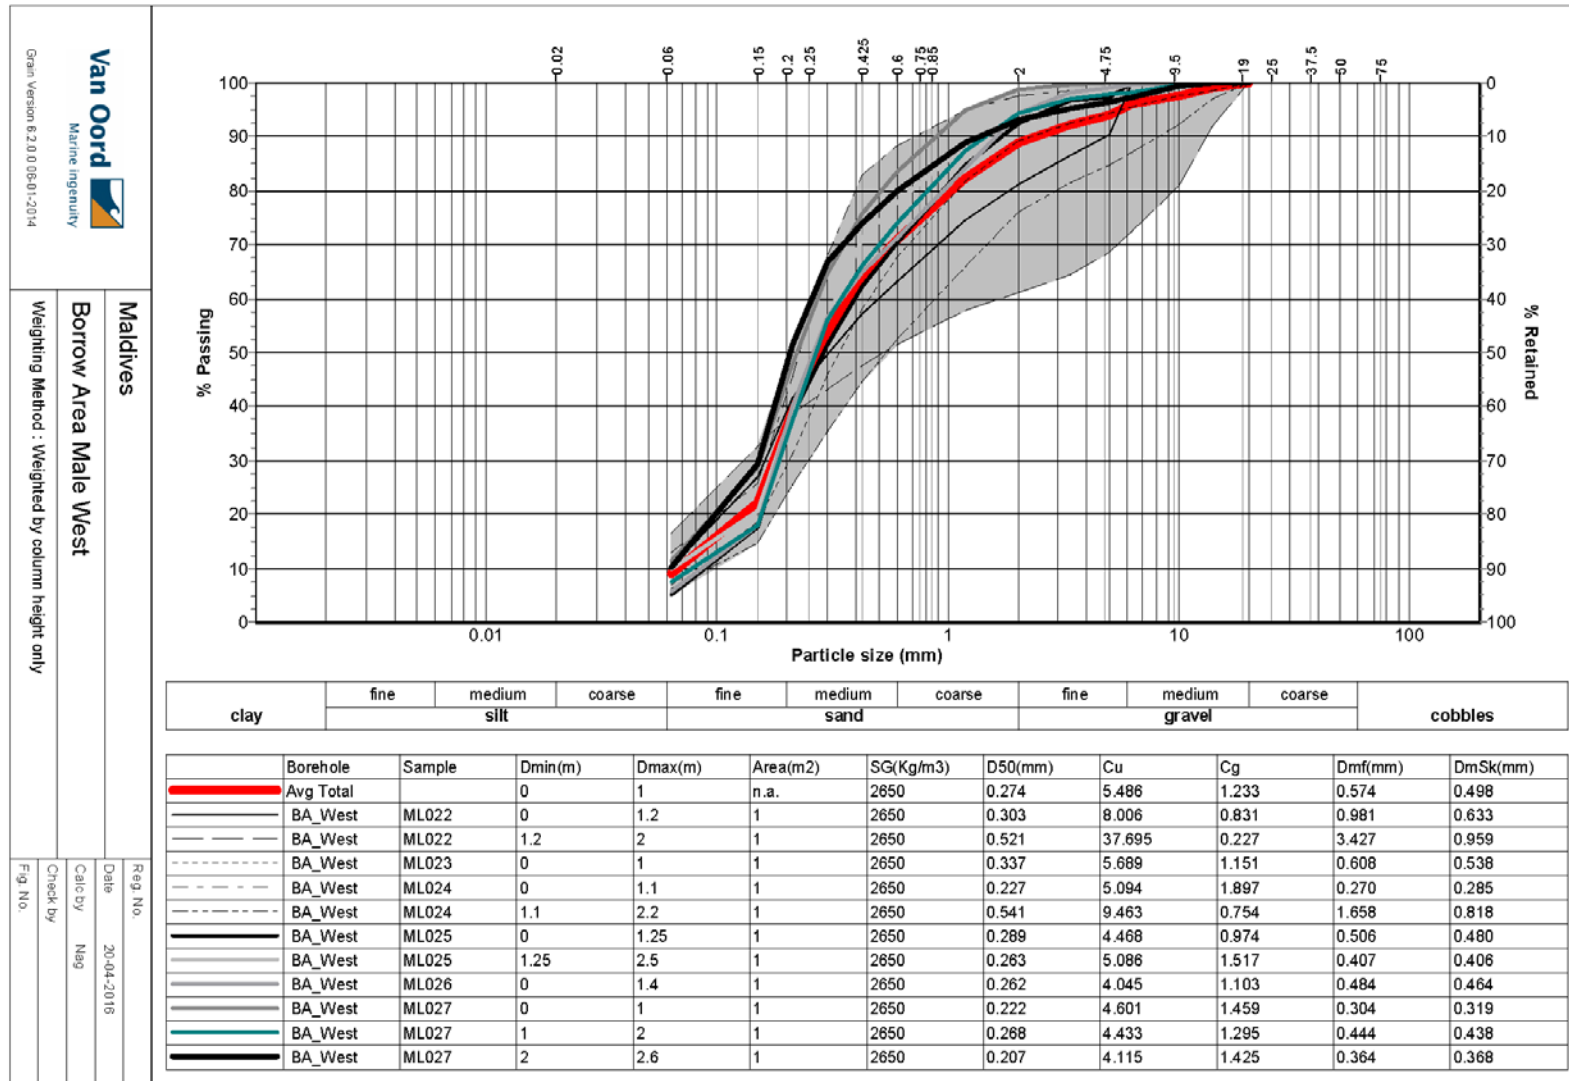 Van Oord
Marine ingenuity
Grain Version 6.2.0.0 06-01-2014
Maldives
Borrow Area Male West
Weighting Method : Weighted by column height only
Reg. No.
Date 20-04-2016
Calc by Nag
Check by
Fig. No.
0.02 0.06 0.15 0.2 0.25 0.425 0.6 0.75 0.85 2 4.75 9.5 19 25 37.5 50 75
100 0
90 10
80 20
70 30
60 40
50 50
40 60
30 70
20 80
10 90
0 100
% Passing
% Retained
0.01 0.1 1 10 100
Particle size (mm)
fine medium coarse fine medium coarse fine medium coarse
clay silt sand gravel cobbles
Borehole Sample Dmin(m) Dmax(m) Area(m2) SG(Kg/m3) D50(mm) Cu Cg Dmf(mm) DmSk(mm)
Avg Total 0 1 n.a. 2650 0.274 5.486 1.233 0.574 0.498
BA_West ML022 0 1.2 1 2650 0.303 8.006 0.831 0.981 0.633
BA_West ML022 1.2 2 1 2650 0.521 37.695 0.227 3.427 0.959
BA_West ML023 0 1 1 2650 0.337 5.689 1.151 0.608 0.538
BA_West ML024 0 1.1 1 2650 0.227 5.094 1.897 0.270 0.285
BA_West ML024 1.1 2.2 1 2650 0.541 9.463 0.754 1.658 0.818
BA_West ML025 0 1.25 1 2650 0.289 4.468 0.974 0.506 0.480
BA_West ML025 1.25 2.5 1 2650 0.263 5.086 1.517 0.407 0.406
BA_West ML026 0 1.4 1 2650 0.262 4.045 1.103 0.484 0.464
BA_West ML027 0 1 1 2650 0.222 4.601 1.459 0.304 0.319
BA_West ML027 1 2 1 2650 0.268 4.433 1.295 0.444 0.438
BA_West ML027 2 2.6 1 2650 0.207 4.115 1.425 0.364 0.368